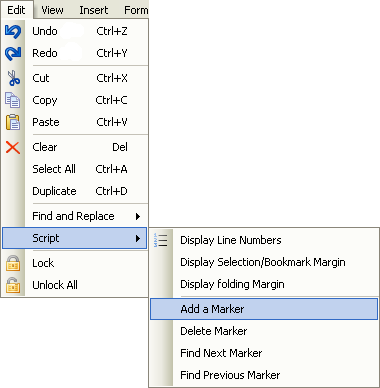 Edit View Insert Form
Undo Ctrl+Z
Redo Ctrl+Y
Cut Ctrl+X
Copy Ctrl+C
Paste Ctrl+V
Clear Del
Select All Ctrl+A
Duplicate Ctrl+D
Find and Replace
Script
Lock
Unlock All
Display Line Numbers
Display Selection/Bookmark Margin
Display folding Margin
Add a Marker
Delete Marker
Find Next Marker
Find Previous Marker